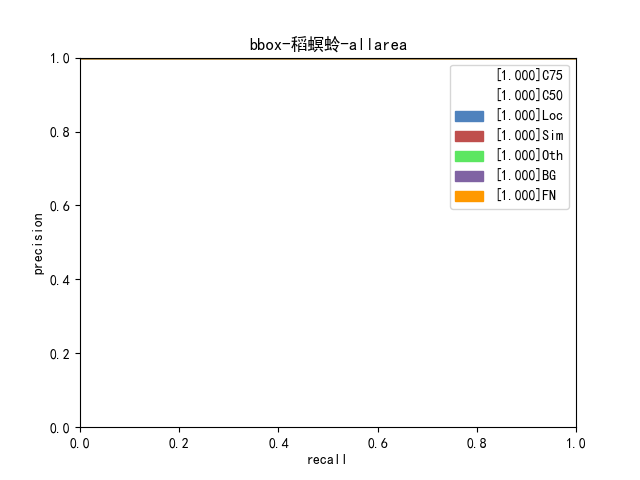 bbox-稻螟蛉-allarea
1.0
0.8
0.6
0.4
0.2
0.0
precision
[1.000]C75
[1.000]C50
[1.000]Loc
[1.000]Sim
[1.000]Oth
[1.000]BG
[1.000]FN
0.0 0.2 0.4 0.6 0.8 1.0
recall